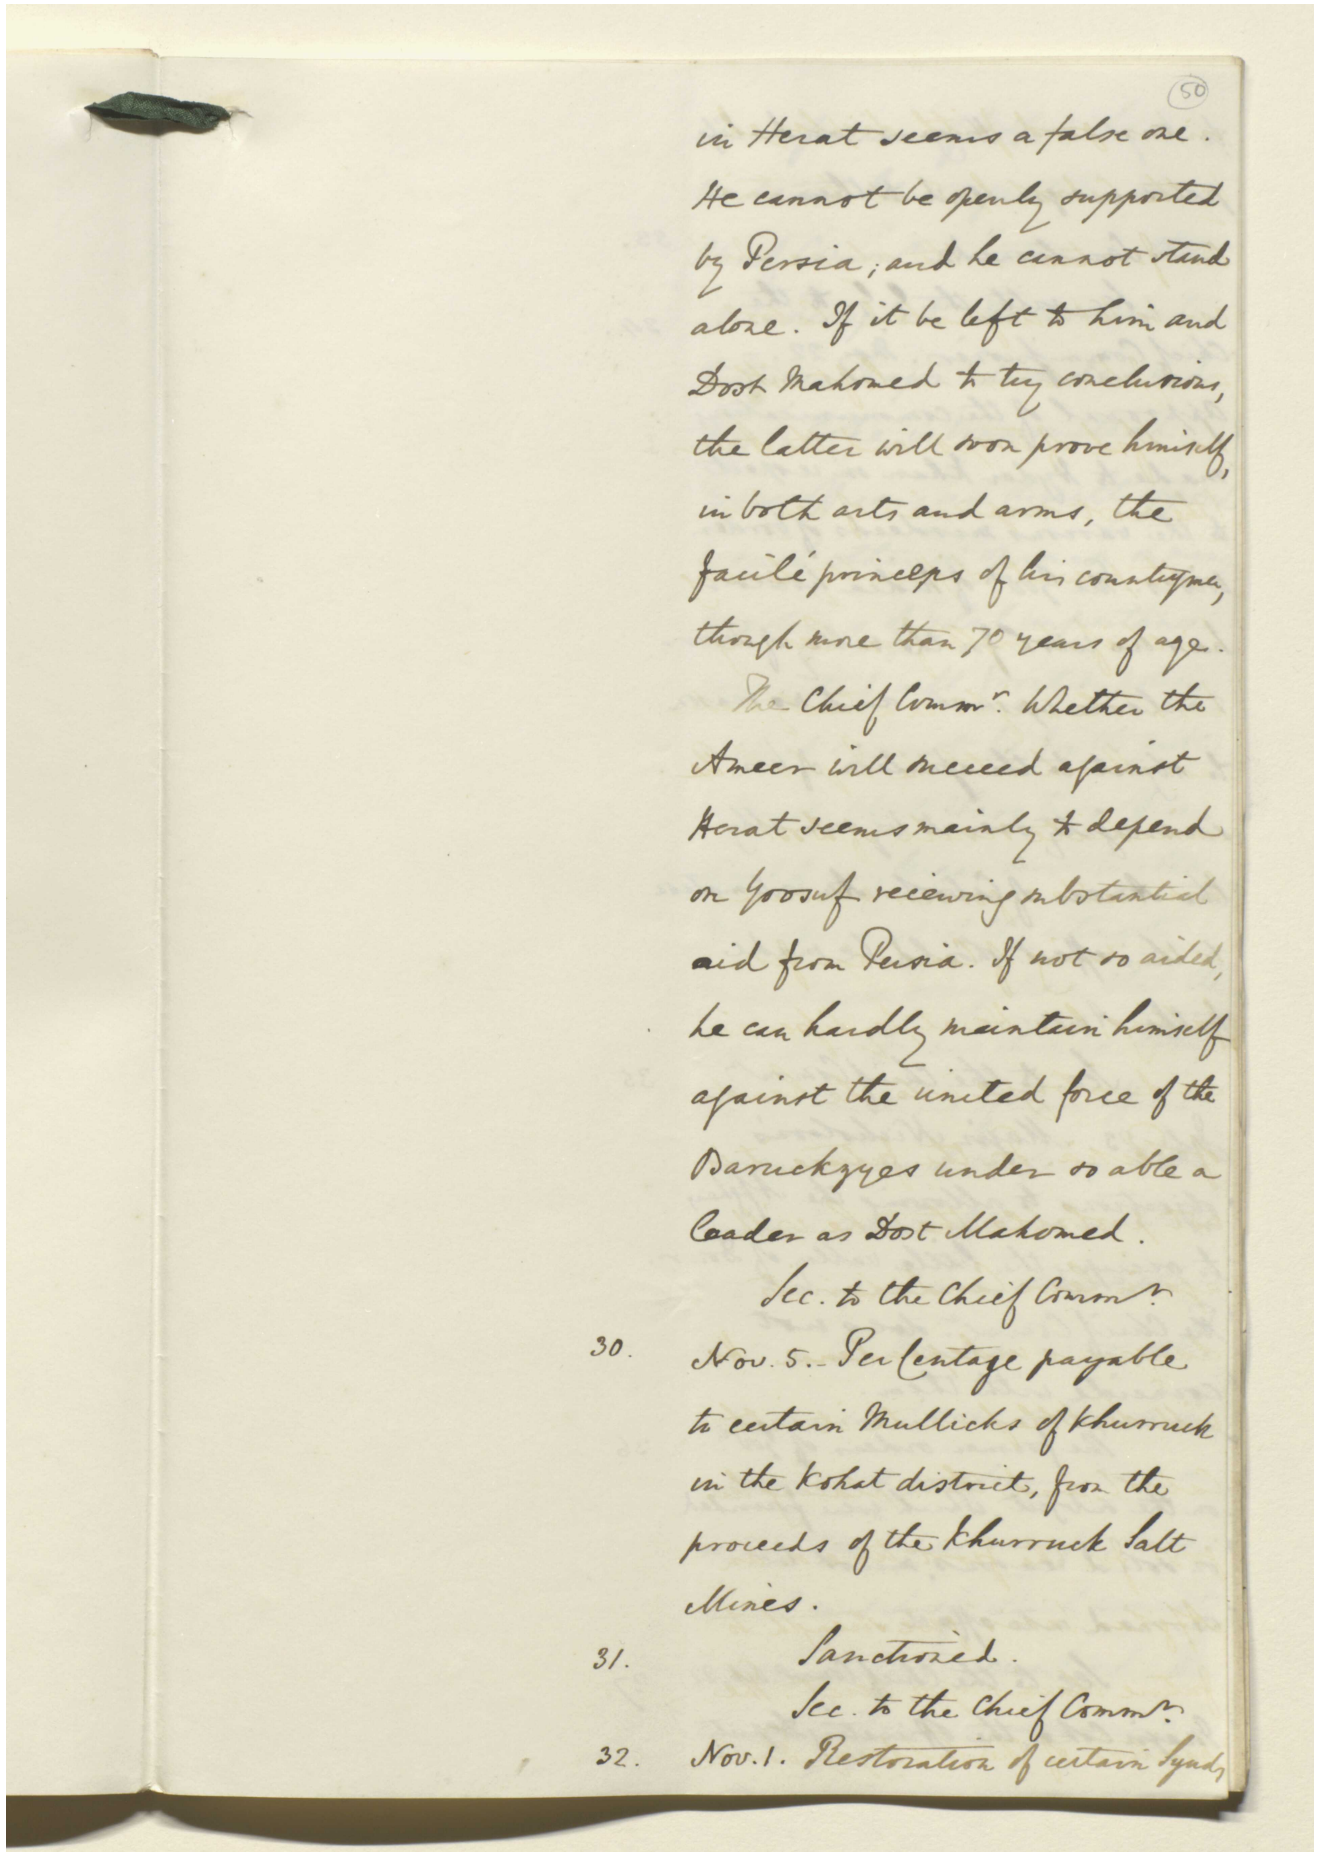 50
in Herat seems a false one.
He cannot be openly supported
by Persia; and he cannot stand
alone. If it be left to him and
Dost Mahomed to try conclusions,
the latter will soon prove himself,
in both arts and arms, the
facilé princeps of his countrymen,
though more than 70 years of age.
The Chief Commr. Whether the
Ameer will succeed against
Herat seems mainly to depend
on Yoosuf receiving substantial
aid from Persia. If not so aided,
he can hardly maintain himself
against the united force of the
Baruckzyes under so able a
leader as Dost Mahomed.
Sec. to the Chief Commr.
30. Nov. 5. - Per Centage payable
to certain Mullicks of Khurruck
in the Kohat district, from the
proceeds of the Khurruck Salt
Mines.
31. Sanctioned.
Sec. to the Chief Commr.
32. Nov. 1. Restoration of certain Syuds